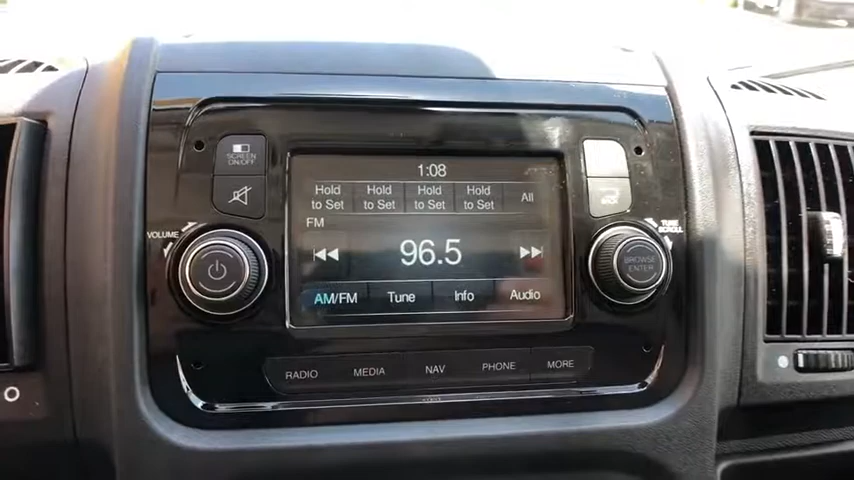 1:08
SCREEN
ON/OFF
Hold
to Set
Hold
to Set
Hold
to Set
Hold
to Set
All
FM
VOLUME
TUNE
SCROLL
96.5
BROWSE
ENTER
AM/FM
Tune
Info
Audio
RADIO
MEDIA
NAV
PHONE
MORE